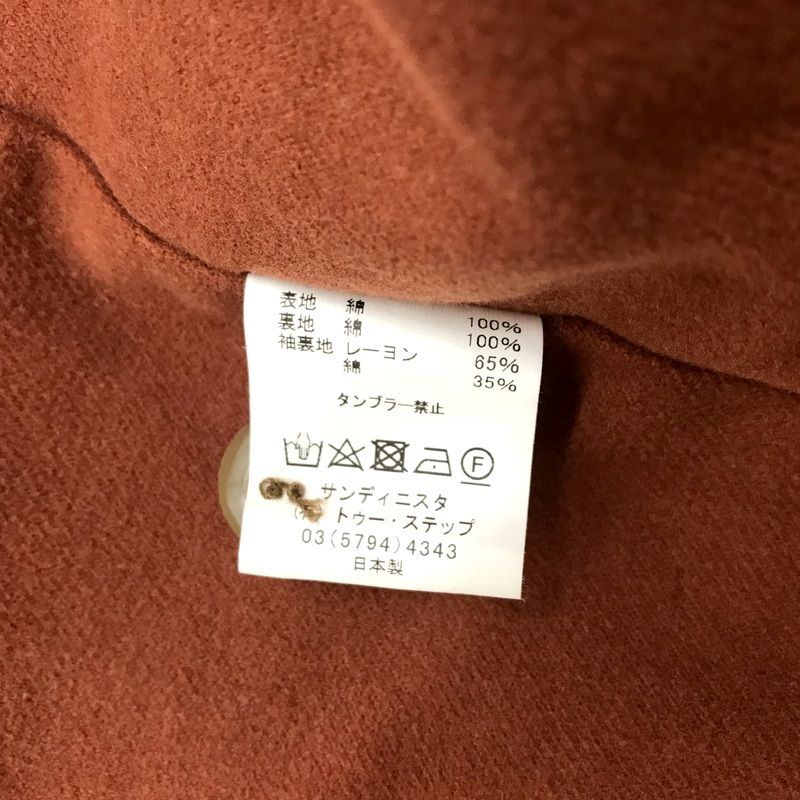 表地 綿 100%
裏地 綿 100%
袖裏地 レーヨン 65%
綿 35%
タンブラー禁止
F
サンディニスタ
トゥー・ステップ
03(5794)4343
日本製